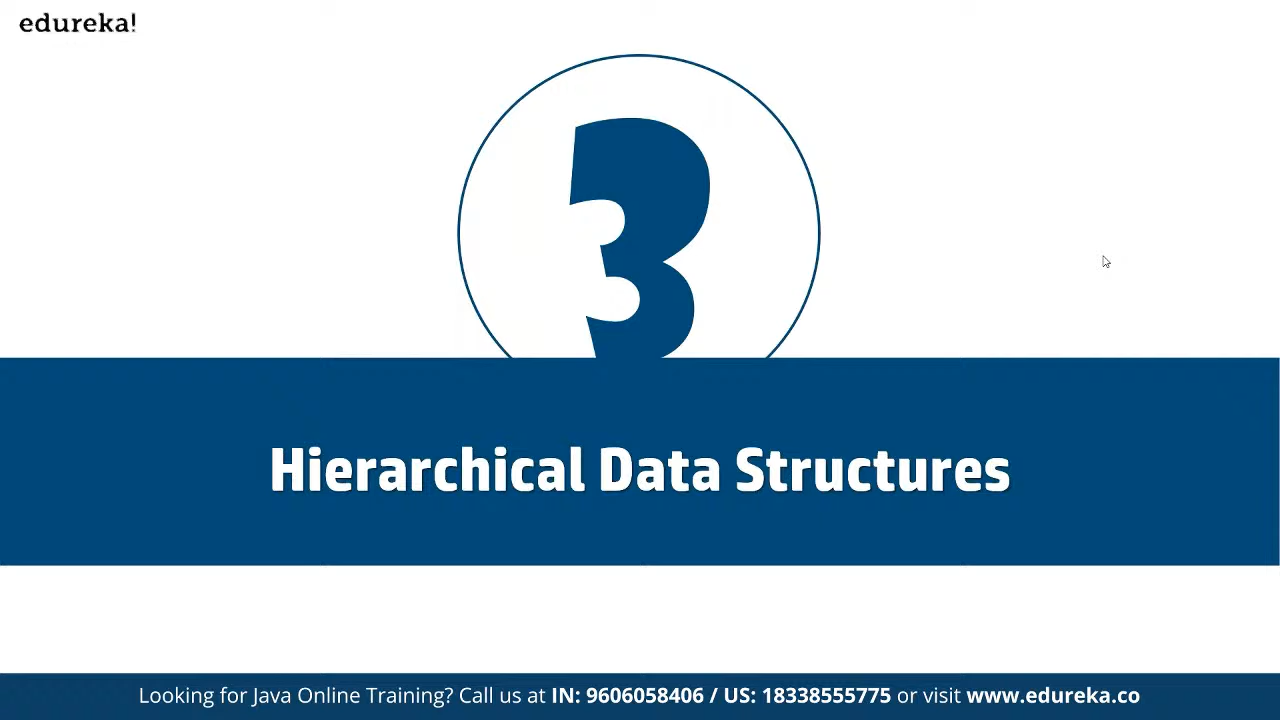 edureka!
3
Hierarchical Data Structures
Looking for Java Online Training? Call us at IN: 9606058406 / US: 18338555775 or visit www.edureka.co